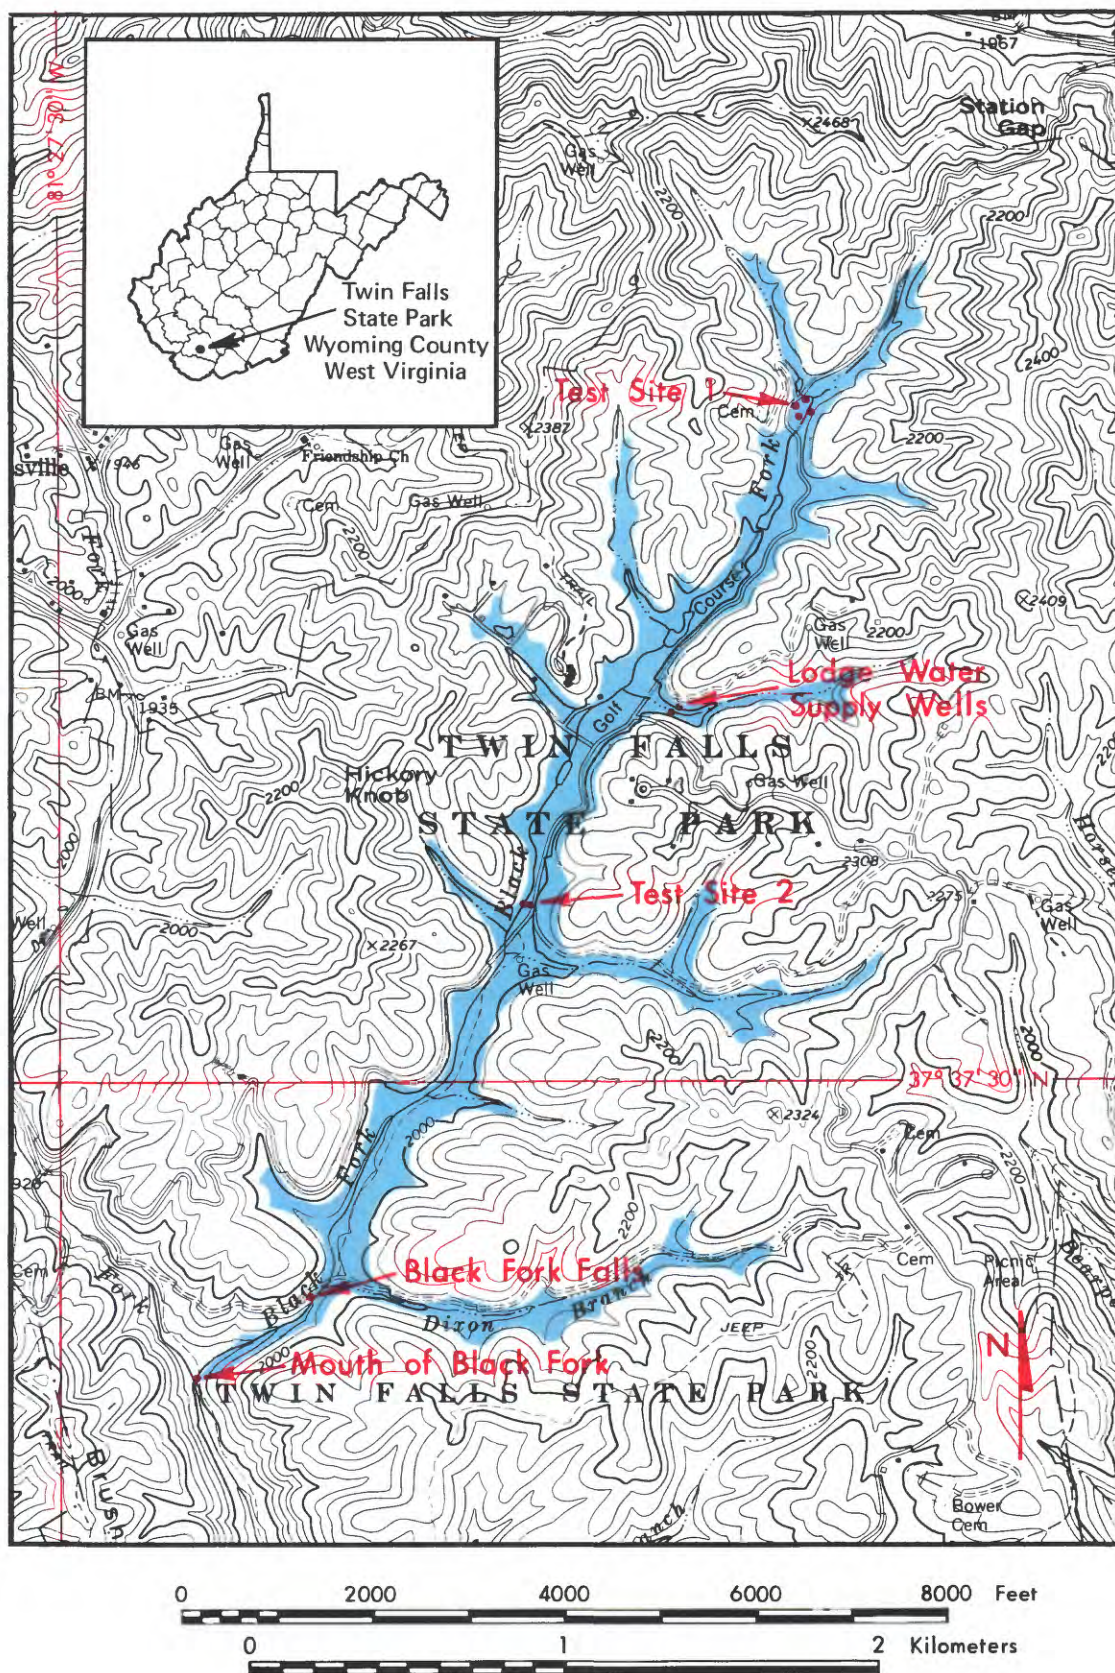 81° 27' 30" W
1967
Station
Gap
×2468
Gas
Well
2200
2200
2400
Twin Falls
State Park
Wyoming County
West Virginia
Test Site 1
Cem
2387
Gas
Well
Friendship Ch
sville
1946
Cem
Gas Well
2200
2200
Fork
Fork
2000
TRAIL
Course
2409
Gas
Well
2200
Gas
Well
BM
1935
Lodge Water
Supply Wells
Golf
TWIN FALLS
Hickory
Knob
2200
Gas Well
STATE PARK
2308
2000
Black
Test Site 2
2275
Gas
Well
Well
2000
×2267
Gas
Well
2200
2000
37° 37' 30" N
2324
Cem
2000
Fork
920
2200
2200
Cem
Picnic
Area
Cem
Fork
Black Fork Falls
Black
Branch
Dixon
JEEP
2000
2200
Mouth of Black Fork
N
TWIN FALLS STATE PARK
Brush
Bower
Cem
0 2000 4000 6000 8000 Feet
0 1 2 Kilometers